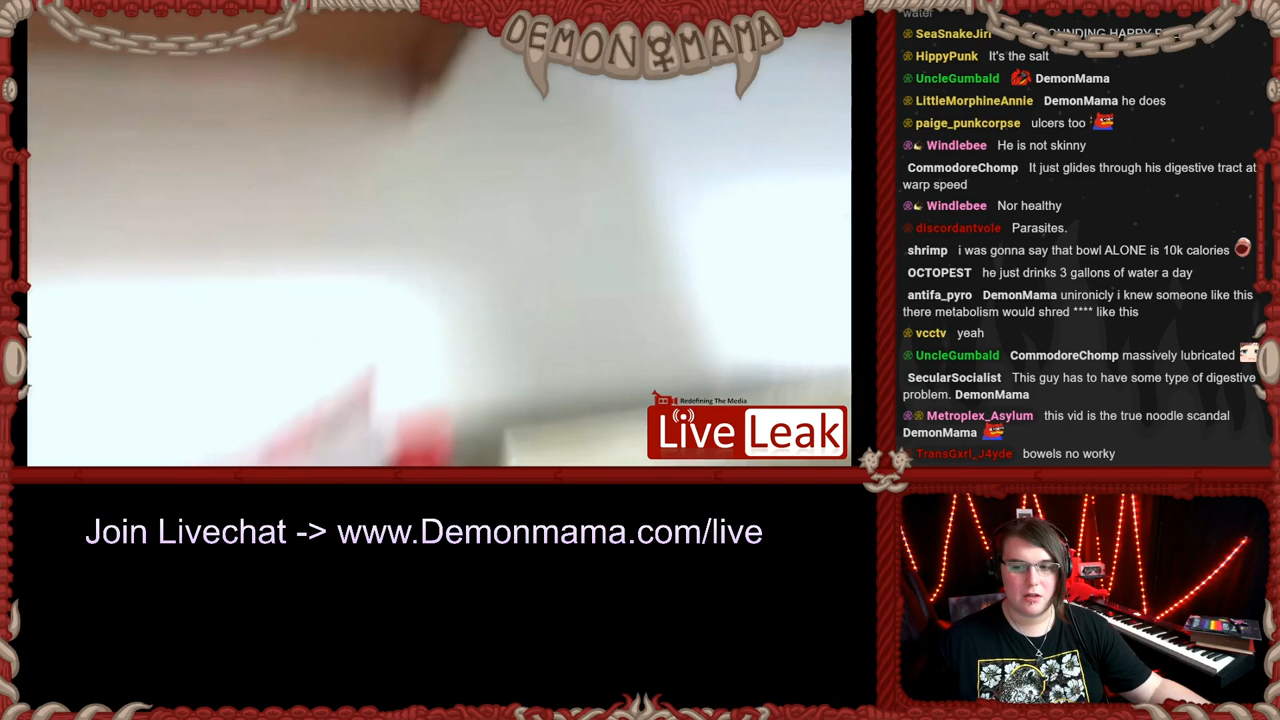 DEMON MAMA
water
SeaSnakeJiri OUNDING HAPPY
HippyPunk It's the salt
UncleGumbald DemonMama
LittleMorphineAnnie DemonMama he does
paige_punkcorpse ulcers too
Windlebee He is not skinny
CommodoreChomp It just glides through his digestive tract at
warp speed
Windlebee Nor healthy
discordantvole Parasites.
shrimp i was gonna say that bowl ALONE is 10k calories
OCTOPEST he just drinks 3 gallons of water a day
antifa_pyro DemonMama unironicly i knew someone like this
there metabolism would shred **** like this
vcctv yeah
UncleGumbald CommodoreChomp massively lubricated
SecularSocialist This guy has to have some type of digestive
problem. DemonMama
Metroplex_Asylum this vid is the true noodle scandal
DemonMama
TransGxrl_J4yde bowels no worky
Redefining The Media
LiveLeak
Join Livechat -> www.Demonmama.com/live